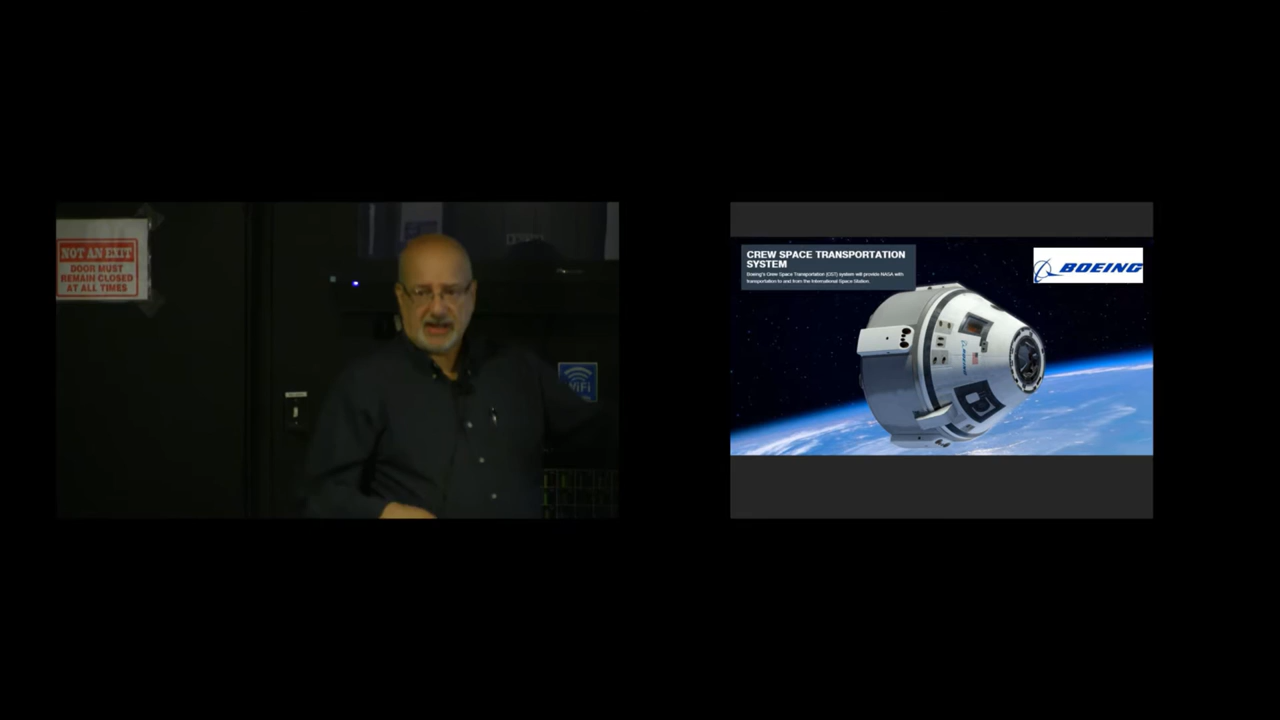 NOT AN EXIT
DOOR MUST
REMAIN CLOSED
AT ALL TIMES
WiFi
CREW SPACE TRANSPORTATION
SYSTEM
Boeing's Crew Space Transportation (CST) system will provide NASA with
transportation to and from the International Space Station.
BOEING
BOEING